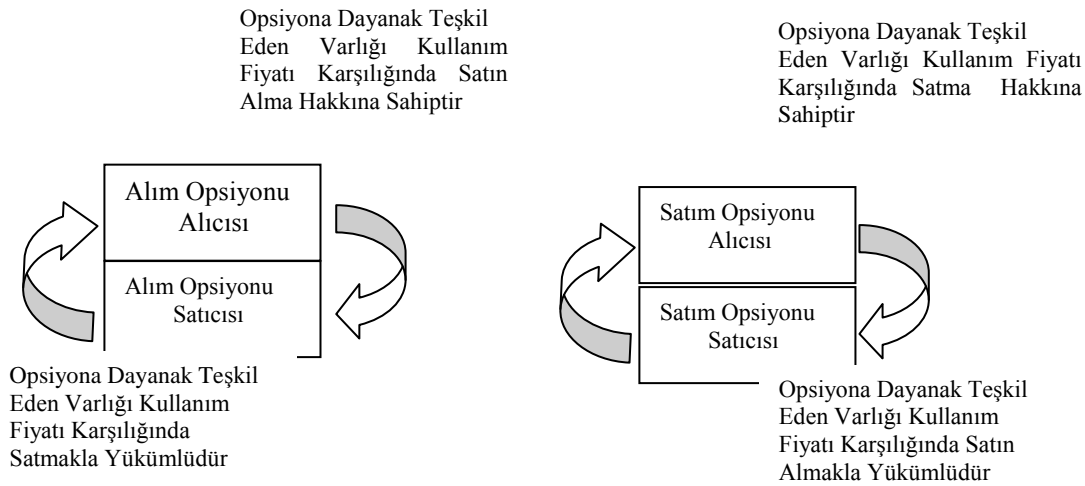 Opsiyona Dayanak Teşkil
Eden Varlığı Kullanım
Fiyatı Karşılığında Satın
Alma Hakkına Sahiptir
Opsiyona Dayanak Teşkil
Eden Varlığı Kullanım Fiyatı
Karşılığında Satma Hakkına
Sahiptir
Alım Opsiyonu
Alıcısı
Alım Opsiyonu
Satıcısı
Satım Opsiyonu
Alıcısı
Satım Opsiyonu
Satıcısı
Opsiyona Dayanak Teşkil
Eden Varlığı Kullanım
Fiyatı Karşılığında
Satmakla Yükümlüdür
Opsiyona Dayanak Teşkil
Eden Varlığı Kullanım
Fiyatı Karşılığında Satın
Almakla Yükümlüdür